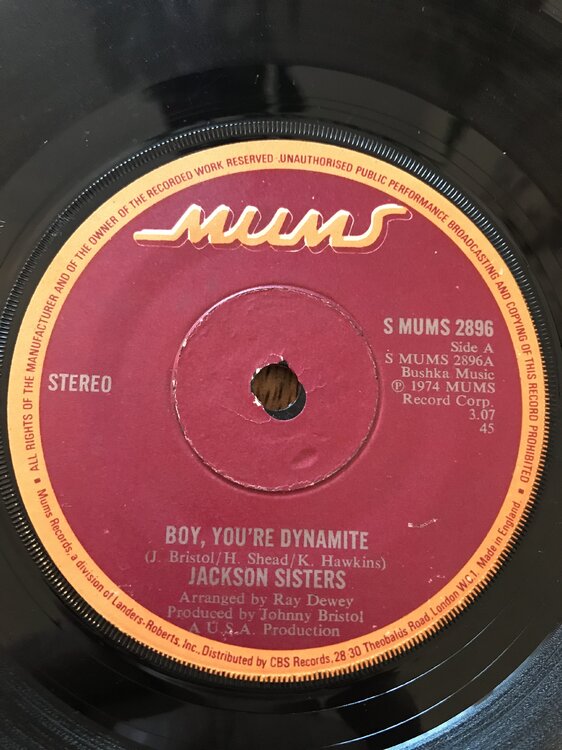 ALL RIGHTS OF THE MANUFACTURER AND OF THE OWNER OF THE RECORDED WORK RESERVED . UNAUTHORISED PUBLIC PERFORMANCE BROADCASTING AND COPYING OF THIS RECORD PROHIBITED
MUMS
S MUMS 2896
Side A
S MUMS 2896A
Bushka Music
℗ 1974 MUMS
Record Corp.
3.07
45
STEREO
BOY, YOU'RE DYNAMITE
(J. Bristol/H. Shead/K. Hawkins)
JACKSON SISTERS
Arranged by Ray Dewey
Produced by Johnny Bristol
A U.S.A. Production
Mums Records, a division of Landers-Roberts, Inc., Distributed by CBS Records, 28-30 Theobalds Road, London WC1. Made in England.